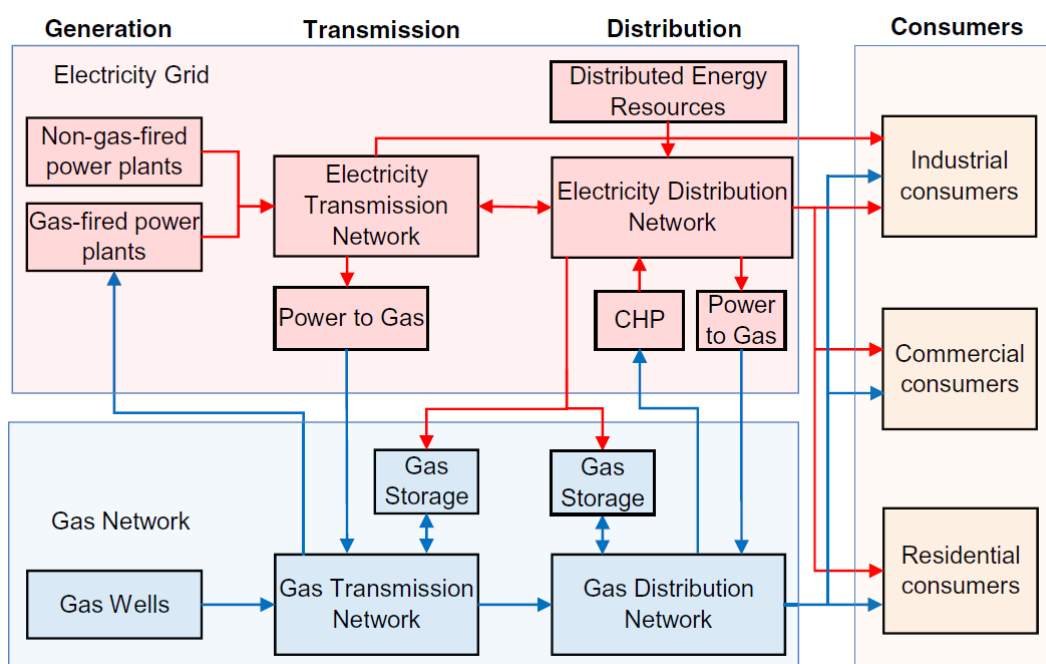 Generation
Transmission
Distribution
Consumers
Electricity Grid
Distributed Energy
Resources
Non-gas-fired
power plants
Gas-fired power
plants
Electricity
Transmission
Network
Electricity Distribution
Network
Industrial
consumers
Power to Gas
CHP
Power
to Gas
Commercial
consumers
Gas
Storage
Gas
Storage
Gas Network
Gas Wells
Gas Transmission
Network
Gas Distribution
Network
Residential
consumers